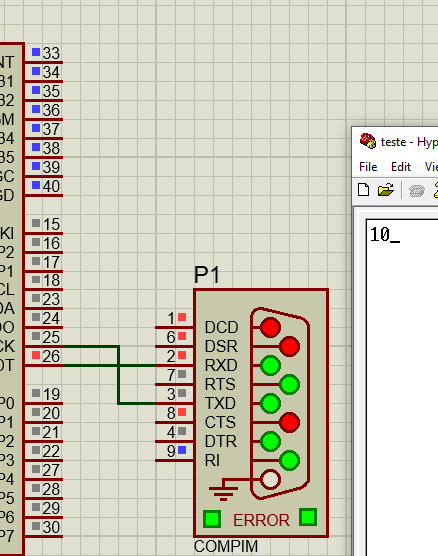 33
NT
34
B1
35
B2
36
GM
37
B4
38
B5
39
GC
40
GD
15
KI
16
P2
17
P1
18
CL
23
DA
24
DO
25
CK
26
DT
19
P0
20
P1
21
P2
22
P3
27
P4
28
P5
29
P6
30
P7
P1
1 DCD
6 DSR
2 RXD
7 RTS
3 TXD
8 CTS
4 DTR
9 RI
ERROR
COMPIM
teste - Hyp
File Edit Vie
10_